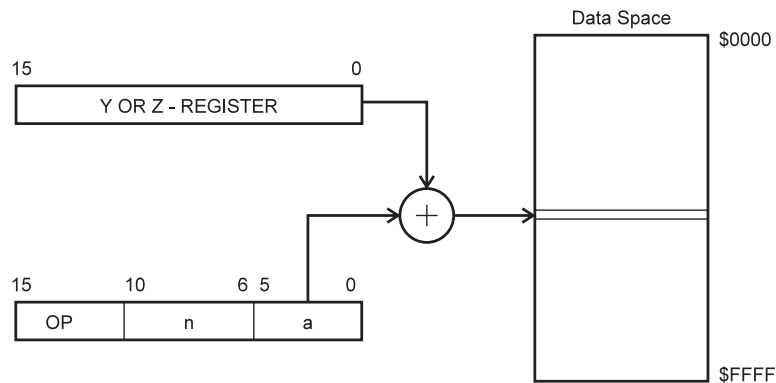 Data Space
$0000
15 0
Y OR Z - REGISTER
+
15 10 6 5 0
OP n a
$FFFF